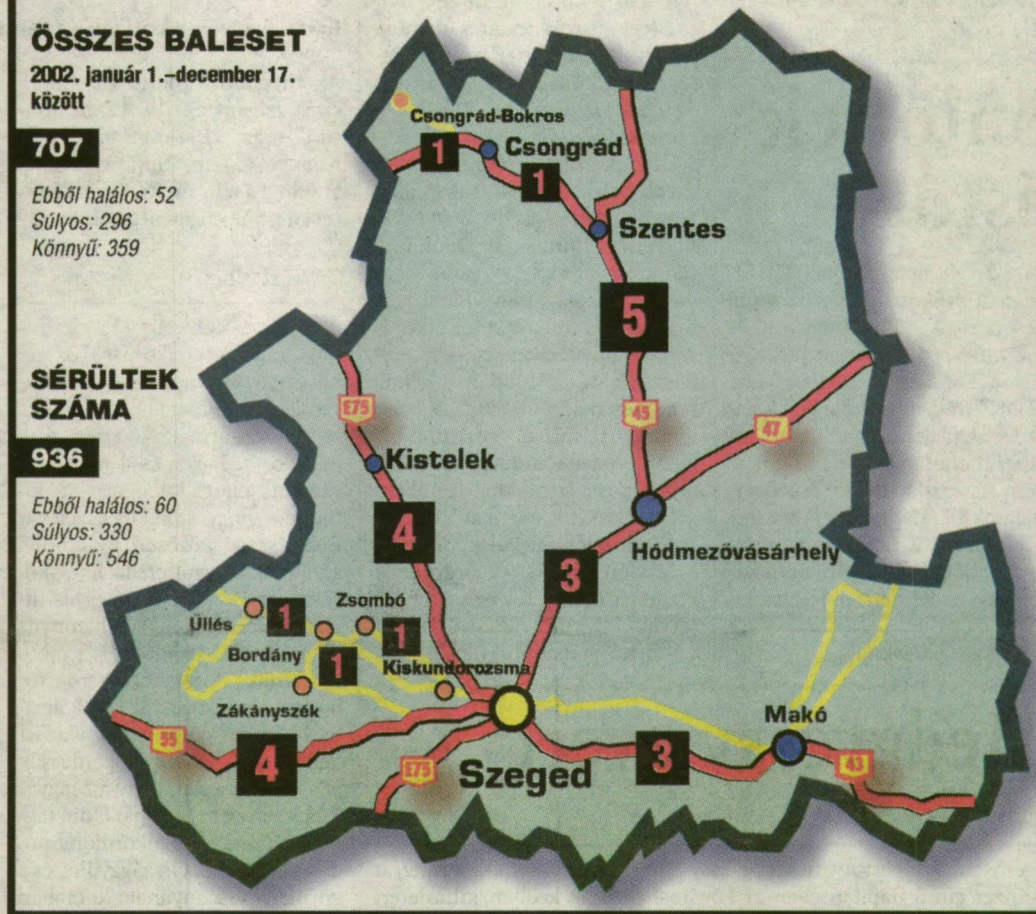 ÖSSZES BALESET
2002. január 1.–december 17.
között
707
Ebből halálos: 52
Súlyos: 296
Könnyű: 359
SÉRÜLTEK
SZÁMA
936
Ebből halálos: 60
Súlyos: 330
Könnyű: 546
Csongrád-Bokros
1
Csongrád
1
Szentes
5
E75
45
47
Kistelek
4
Hódmezővásárhely
3
Zsombó
Üllés
1
1
Bordány
1
Kiskundorozsma
Zákányszék
Makó
55
4
E75
Szeged
3
43